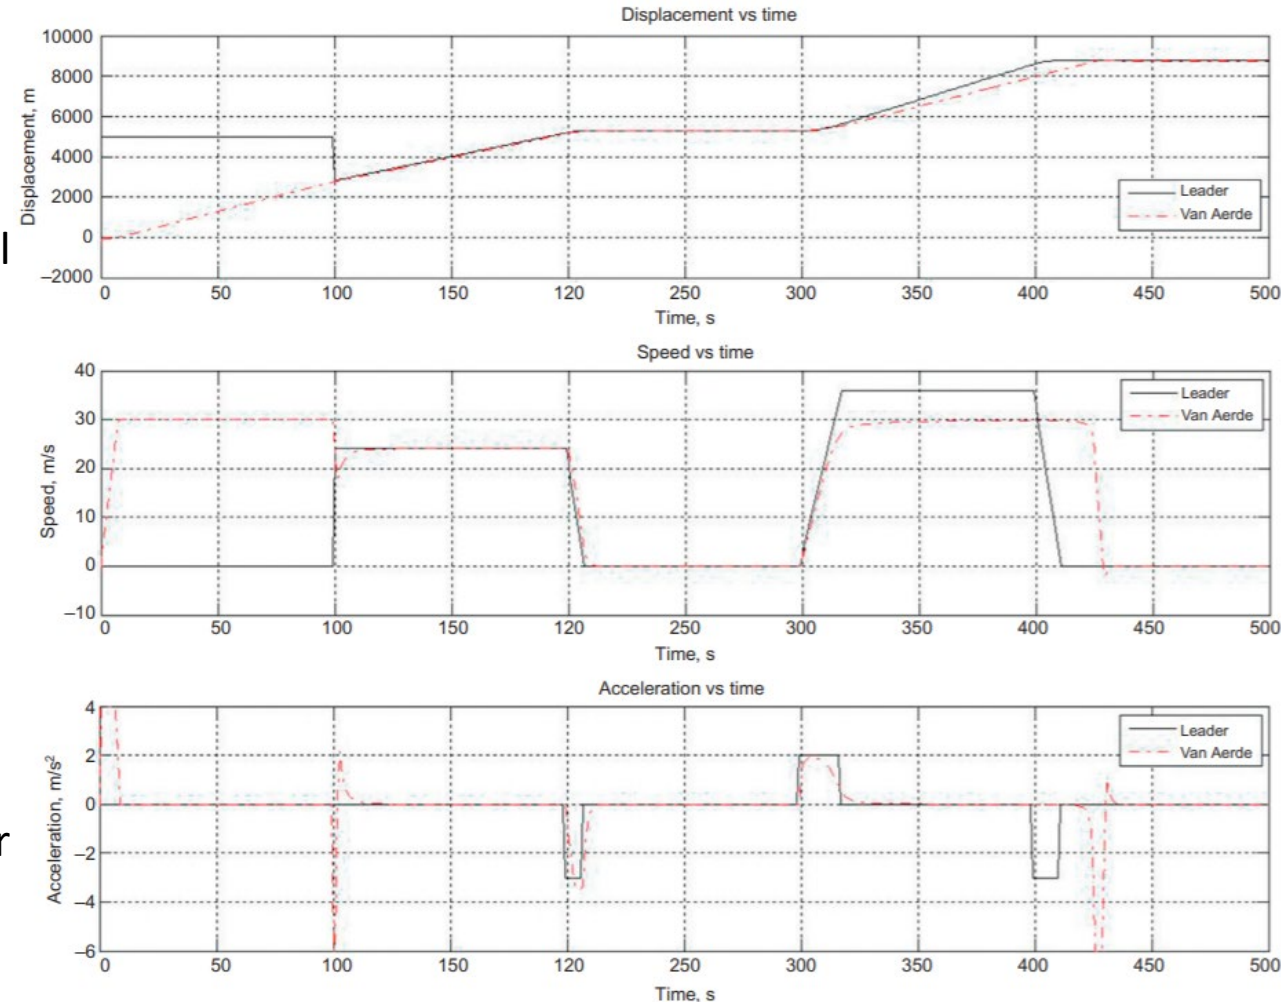 Displacement vs time
10000
8000
6000
4000
2000
0
–2000
Displacement, m
l
Leader
Van Aerde
0 50 100 150 120 250 300 350 400 450 500
Time, s
Speed vs time
40
30
20
10
0
–10
Speed, m/s
Leader
Van Aerde
0 50 100 150 120 250 300 350 400 450 500
Time, s
Acceleration vs time
4
2
0
–2
–4
–6
Acceleration, m/s²
r
Leader
Van Aerde
0 50 100 150 120 250 300 350 400 450 500
Time, s